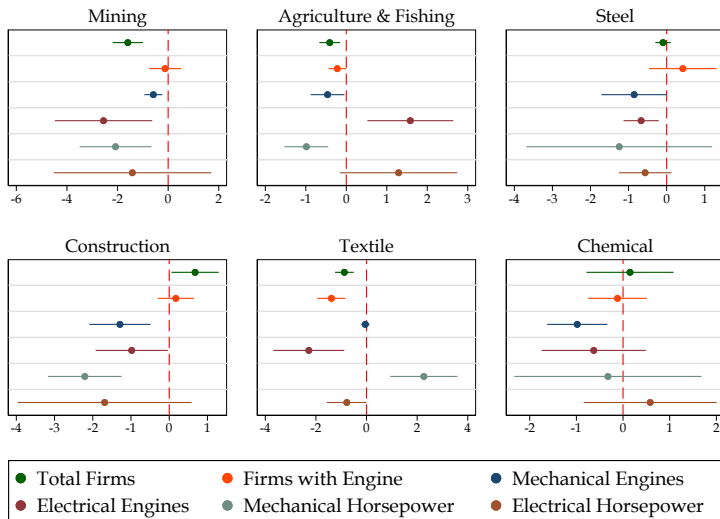 Mining
Agriculture & Fishing
Steel
-6 -4 -2 0 2
-2 -1 0 1 2 3
-4 -3 -2 -1 0 1
Construction
Textile
Chemical
-4 -3 -2 -1 0 1
-4 -2 0 2 4
-2 -1 0 1 2
Total Firms
Firms with Engine
Mechanical Engines
Electrical Engines
Mechanical Horsepower
Electrical Horsepower